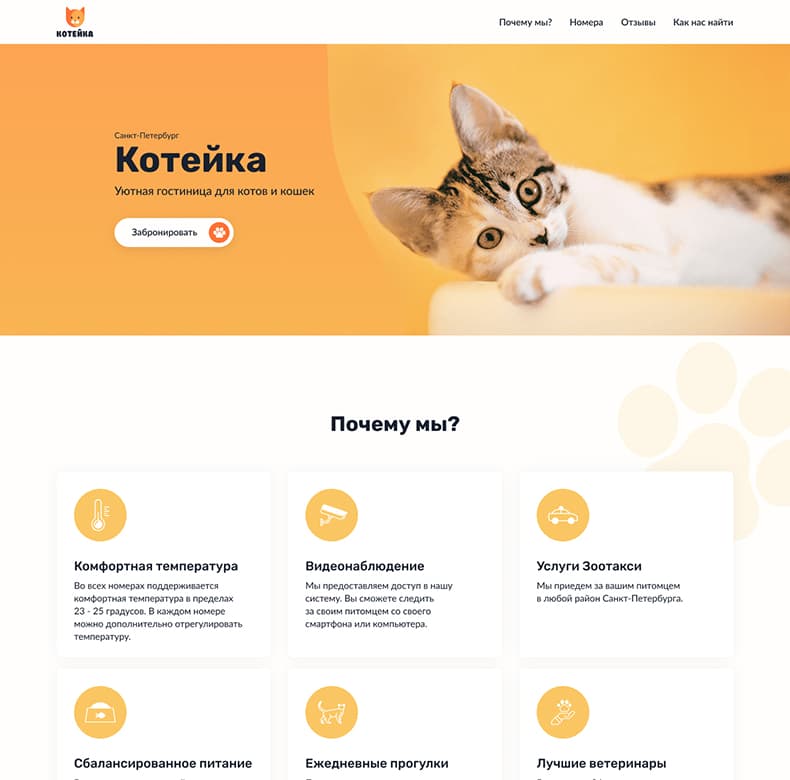 КОТЕЙКА
Почему мы? Номера Отзывы Как нас найти
Санкт-Петербург
Котейка
Уютная гостиница для котов и кошек
Забронировать
Почему мы?
Комфортная температура
Во всех номерах поддерживается
комфортная температура в пределах
23 - 25 градусов. В каждом номере
можно дополнительно отрегулировать
температуру.
Видеонаблюдение
Мы предоставляем доступ в нашу
систему. Вы сможете следить
за своим питомцем со своего
смартфона или компьютера.
Услуги Зоотакси
Мы приедем за вашим питомцем
в любой район Санкт-Петербурга.
Сбалансированное питание
Ежедневные прогулки
Лучшие ветеринары